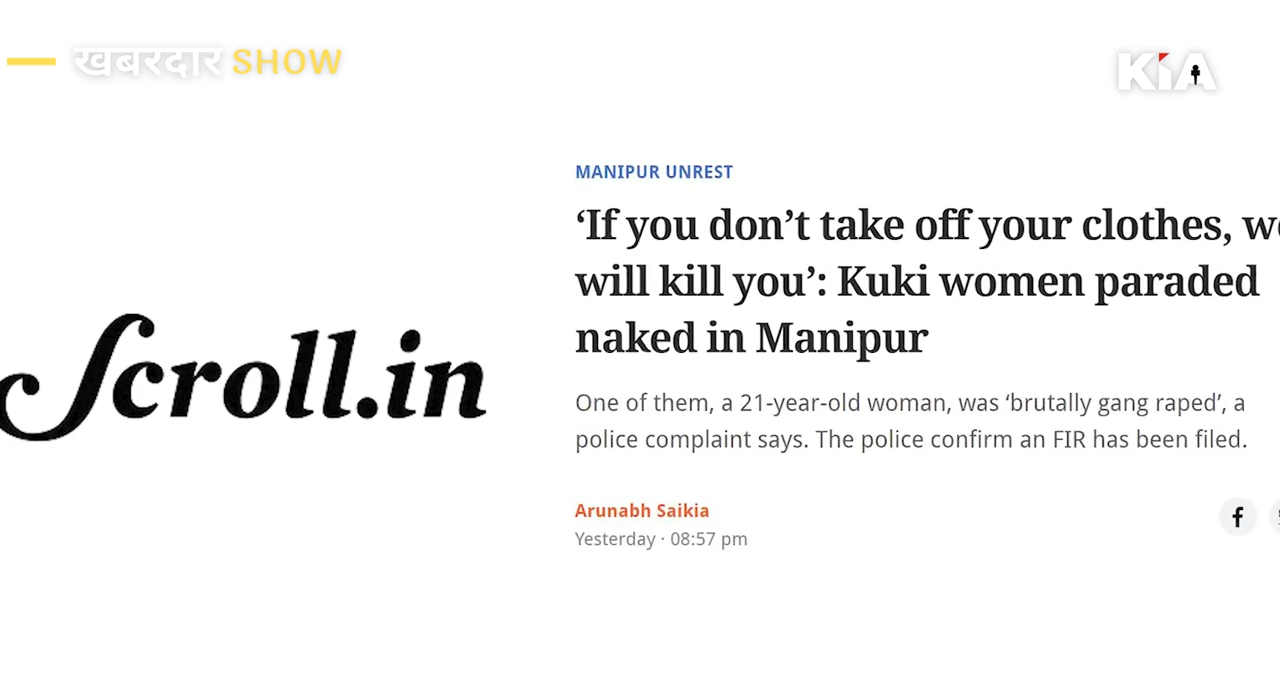 खबरदार SHOW
KIA
MANIPUR UNREST
‘If you don’t take off your clothes, we
will kill you’: Kuki women paraded
naked in Manipur
Scroll.in
One of them, a 21-year-old woman, was ‘brutally gang raped’, a
police complaint says. The police confirm an FIR has been filed.
Arunabh Saikia
Yesterday · 08:57 pm